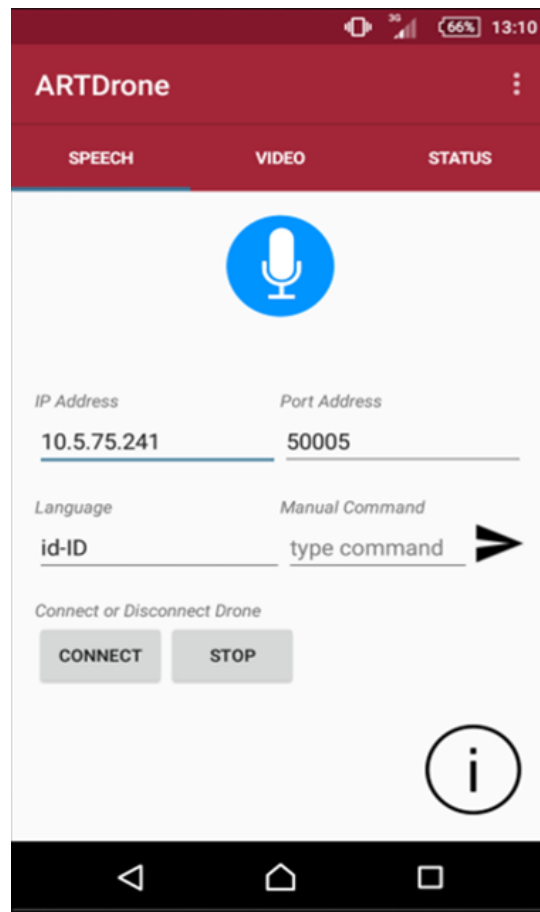 3G 66% 13:10
ARTDrone
SPEECH VIDEO STATUS
IP Address Port Address
10.5.75.241 50005
Language Manual Command
id-ID type command
Connect or Disconnect Drone
CONNECT STOP
i